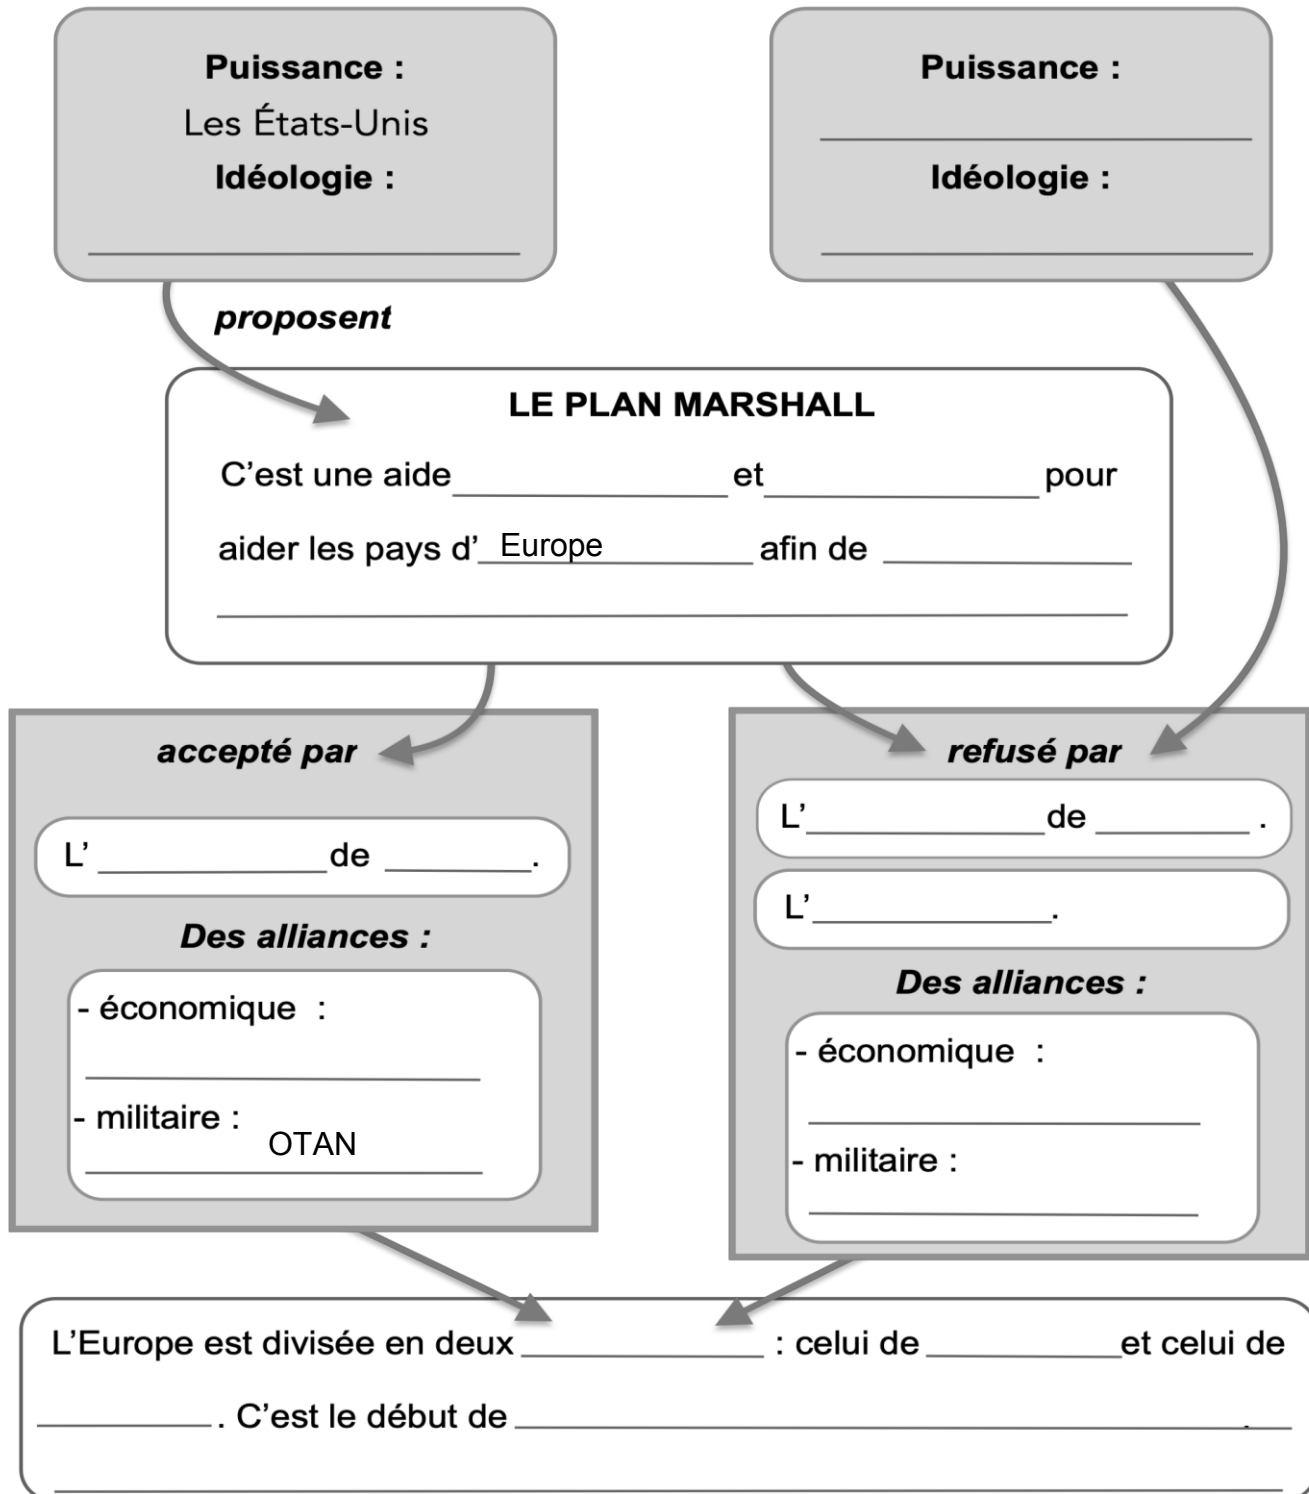 Puissance :
Les États-Unis
Idéologie :
Puissance :
Idéologie :
proposent
LE PLAN MARSHALL
C’est une aide et pour
aider les pays d’ Europe afin de
accepté par
L’ de .
Des alliances :
- économique :
- militaire :
OTAN
refusé par
L’ de .
L’ .
Des alliances :
- économique :
- militaire :
L’Europe est divisée en deux : celui de et celui de
. C’est le début de .